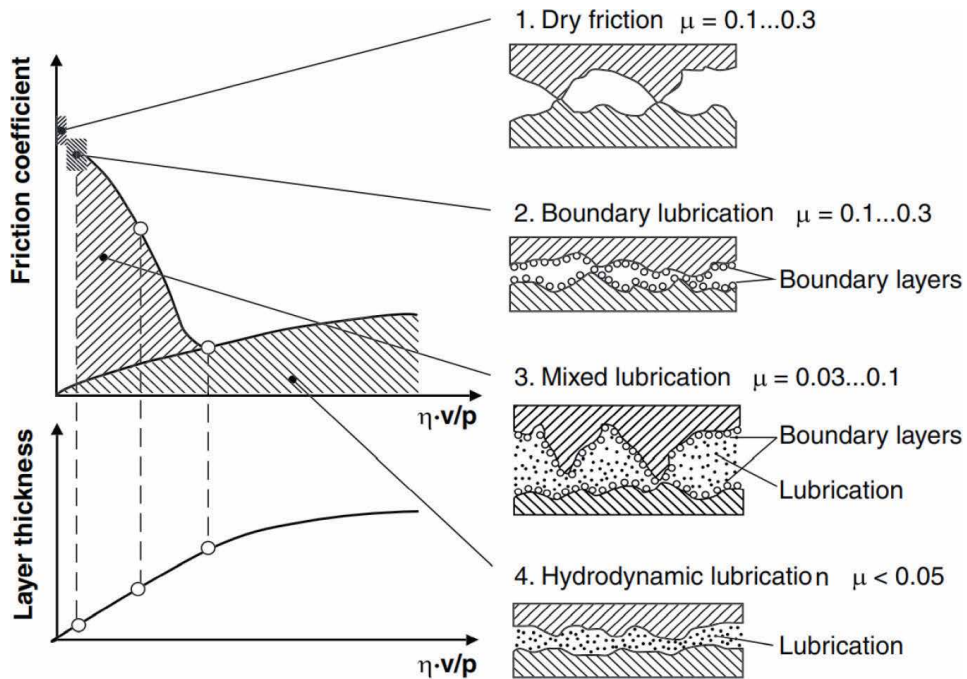 1. Dry friction μ = 0.1...0.3
Friction coefficient
2. Boundary lubrication μ = 0.1...0.3
Boundary layers
3. Mixed lubrication μ = 0.03...0.1
η·v/p
Boundary layers
Lubrication
Layer thickness
4. Hydrodynamic lubrication μ < 0.05
Lubrication
η·v/p